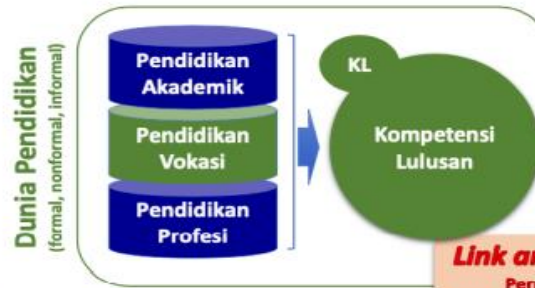 Dunia Pendidikan
(formal, nonformal, informal)
Pendidikan
Akademik
Pendidikan
Vokasi
Pendidikan
Profesi
KL
Kompetensi
Lulusan
Link